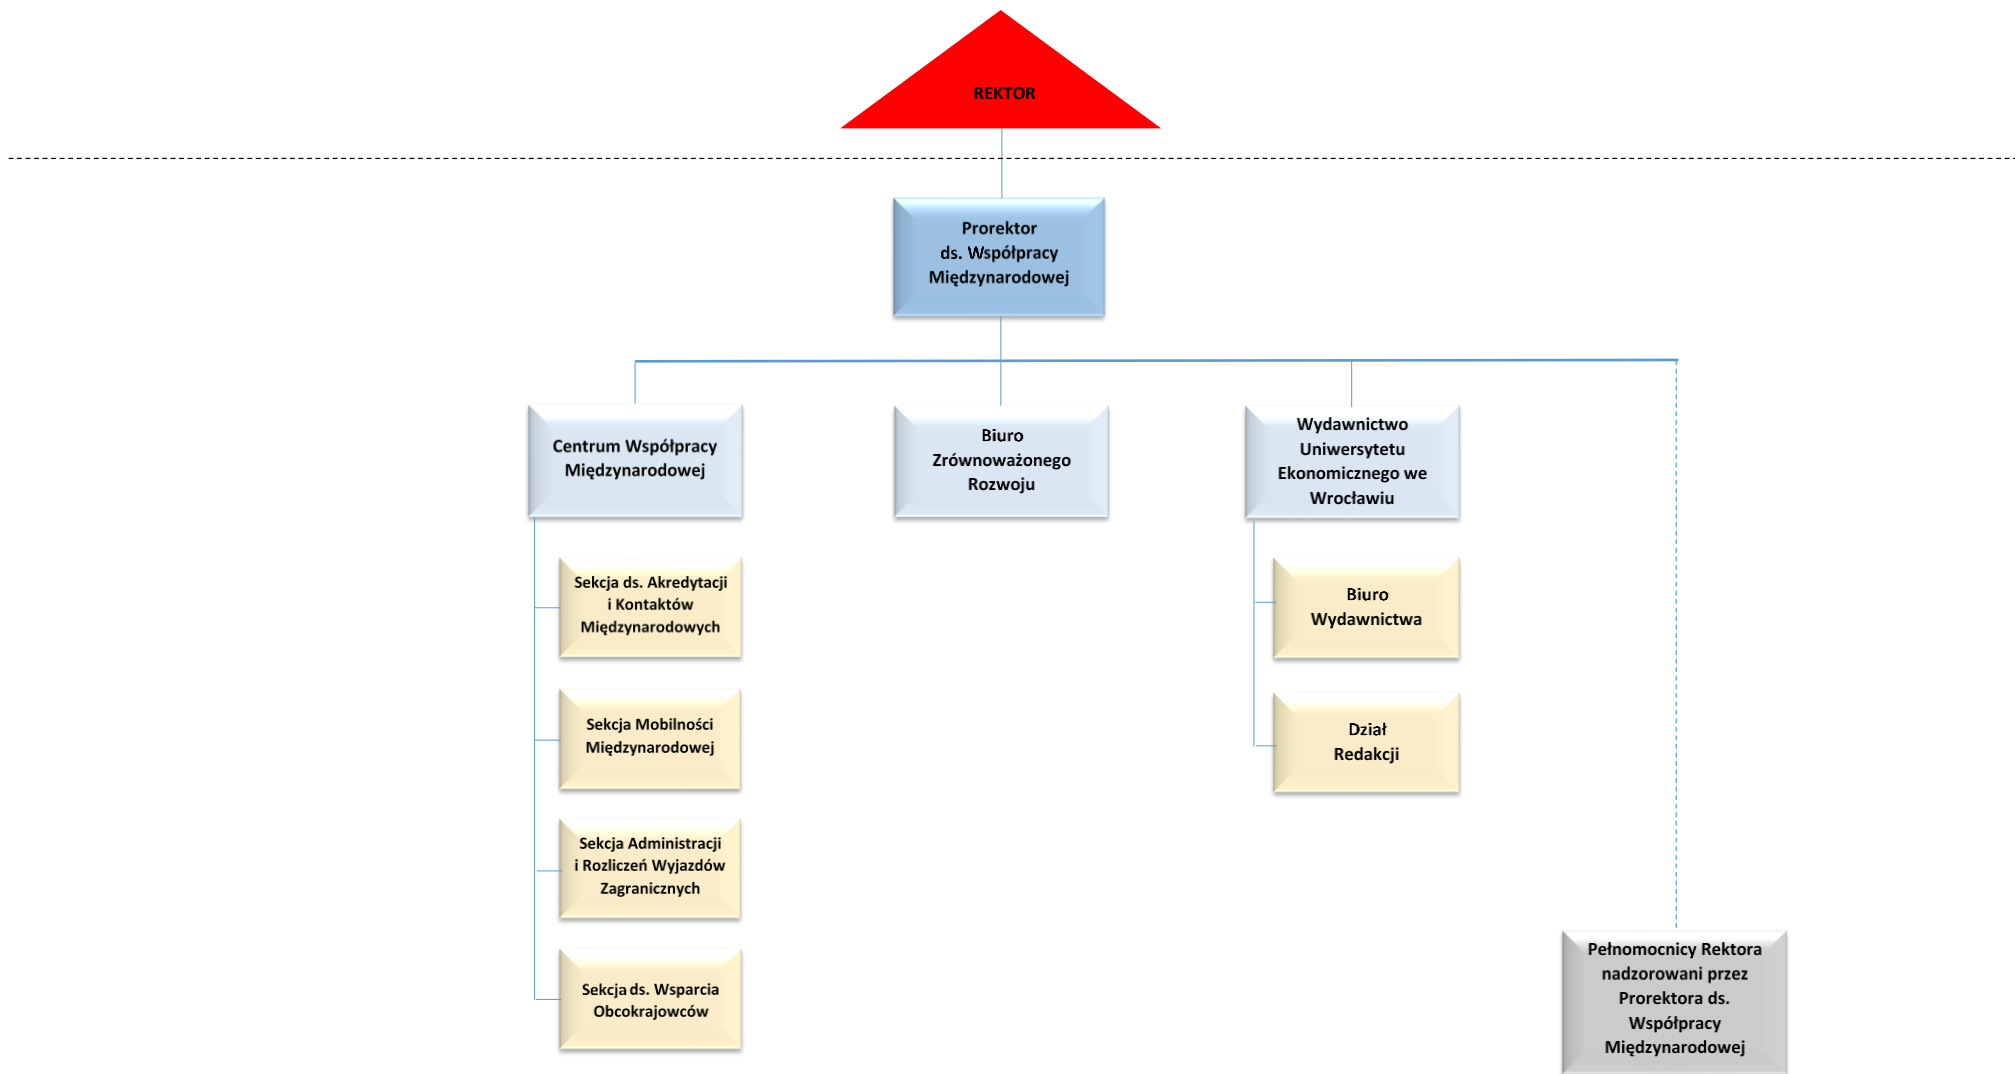 REKTOR
Prorektor
ds. Współpracy
Międzynarodowej
Centrum Współpracy
Międzynarodowej
Biuro
Zrównoważonego
Rozwoju
Wydawnictwo
Uniwersytetu
Ekonomicznego we
Wrocławiu
Sekcja ds. Akredytacji
i Kontaktów
Międzynarodowych
Sekcja Mobilności
Międzynarodowej
Sekcja Administracji
i Rozliczeń Wyjazdów
Zagranicznych
Sekcja ds. Wsparcia
Obcokrajowców
Biuro
Wydawnictwa
Dział
Redakcji
Pełnomocnicy Rektora
nadzorowani przez
Prorektora ds.
Współpracy
Międzynarodowej